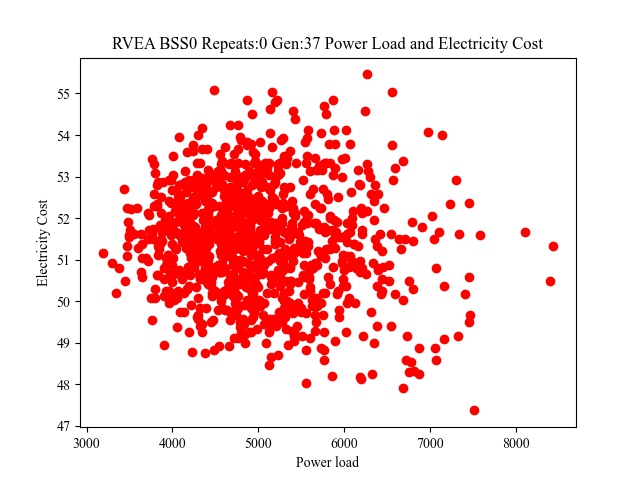 RVEA BSS0 Repeats:0 Gen:37 Power Load and Electricity Cost
55
54
53
52
51
50
49
48
47
Electricity Cost
3000 4000 5000 6000 7000 8000
Power load